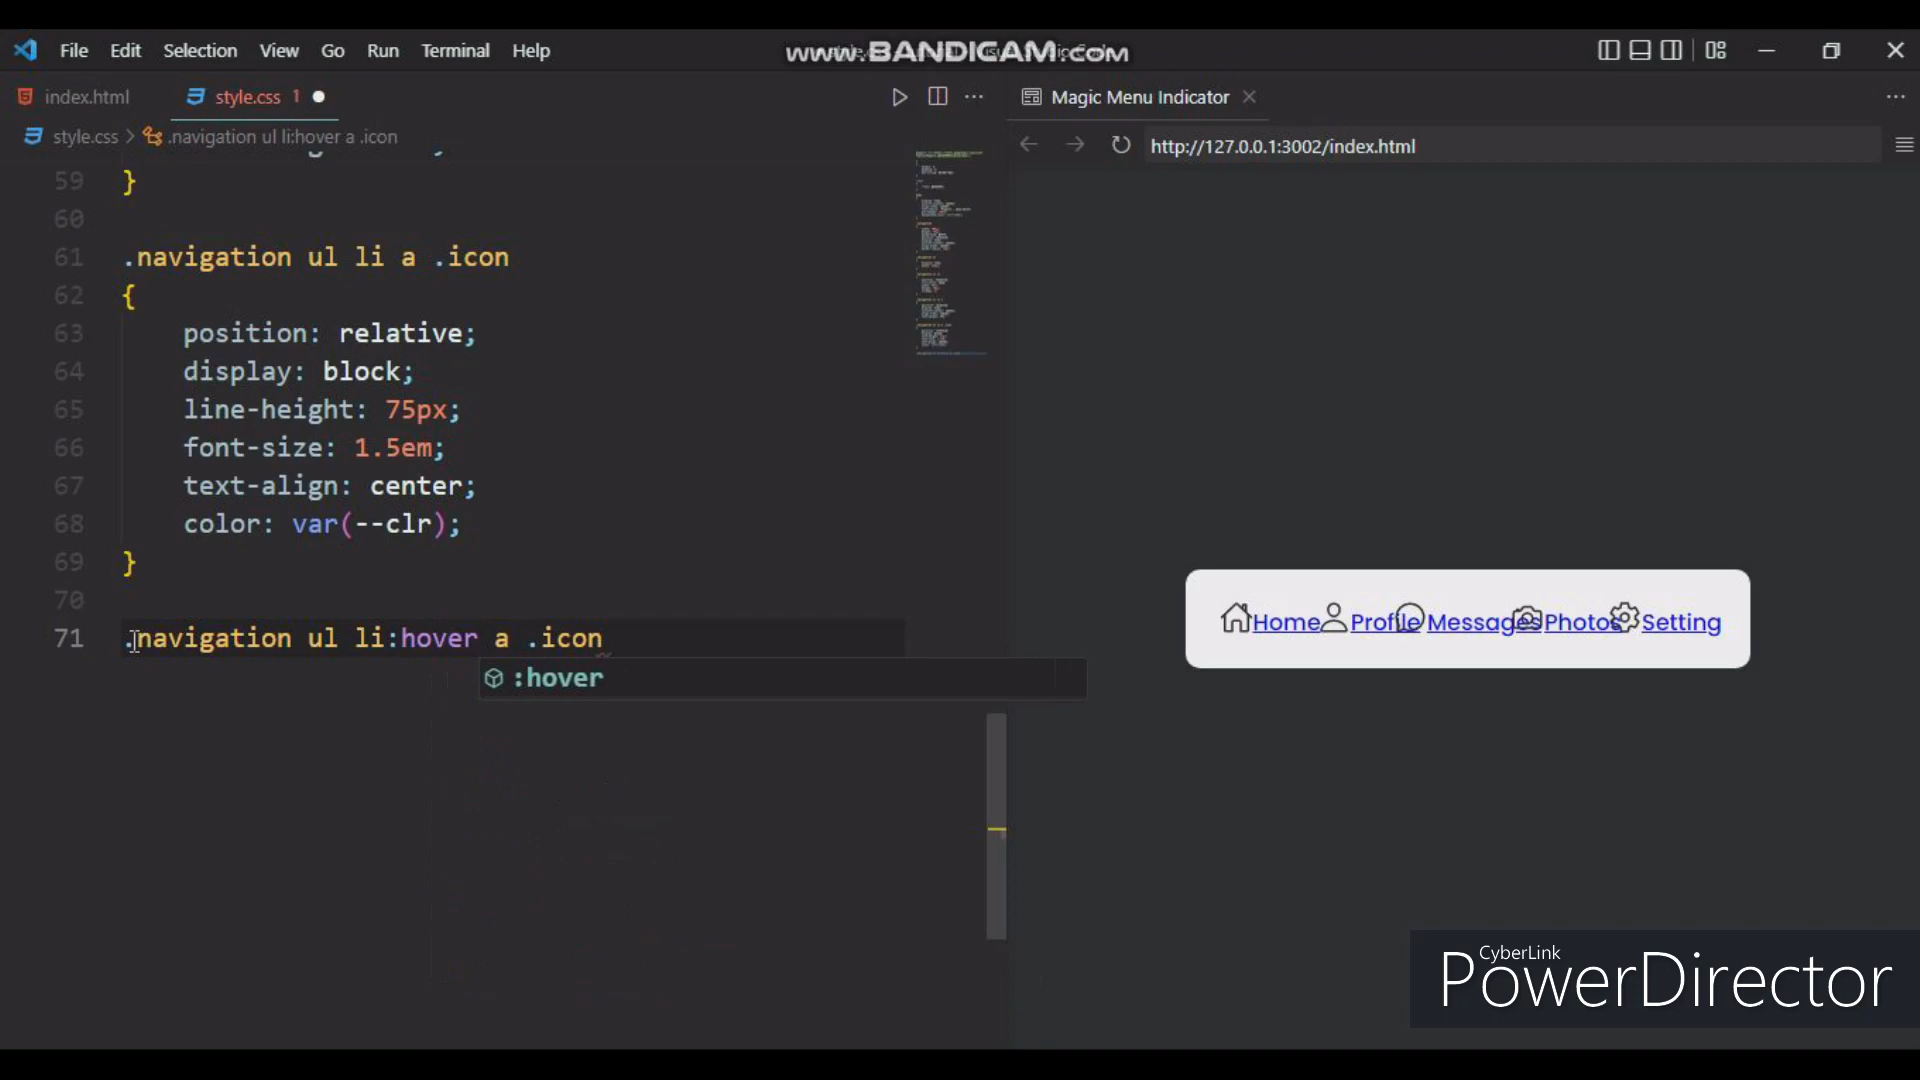 File Edit Selection View Go Run Terminal Help
www.BANDICAM.com
index.html
style.css 1
Magic Menu Indicator
style.css > .navigation ul li:hover a .icon
http://127.0.0.1:3002/index.html
59 }
60
61 .navigation ul li a .icon
62 {
63 position: relative;
64 display: block;
65 line-height: 75px;
66 font-size: 1.5em;
67 text-align: center;
68 color: var(--clr);
69 }
70
71 .navigation ul li:hover a .icon
:hover
Home Profile Messages Photos Setting
CyberLink
PowerDirector